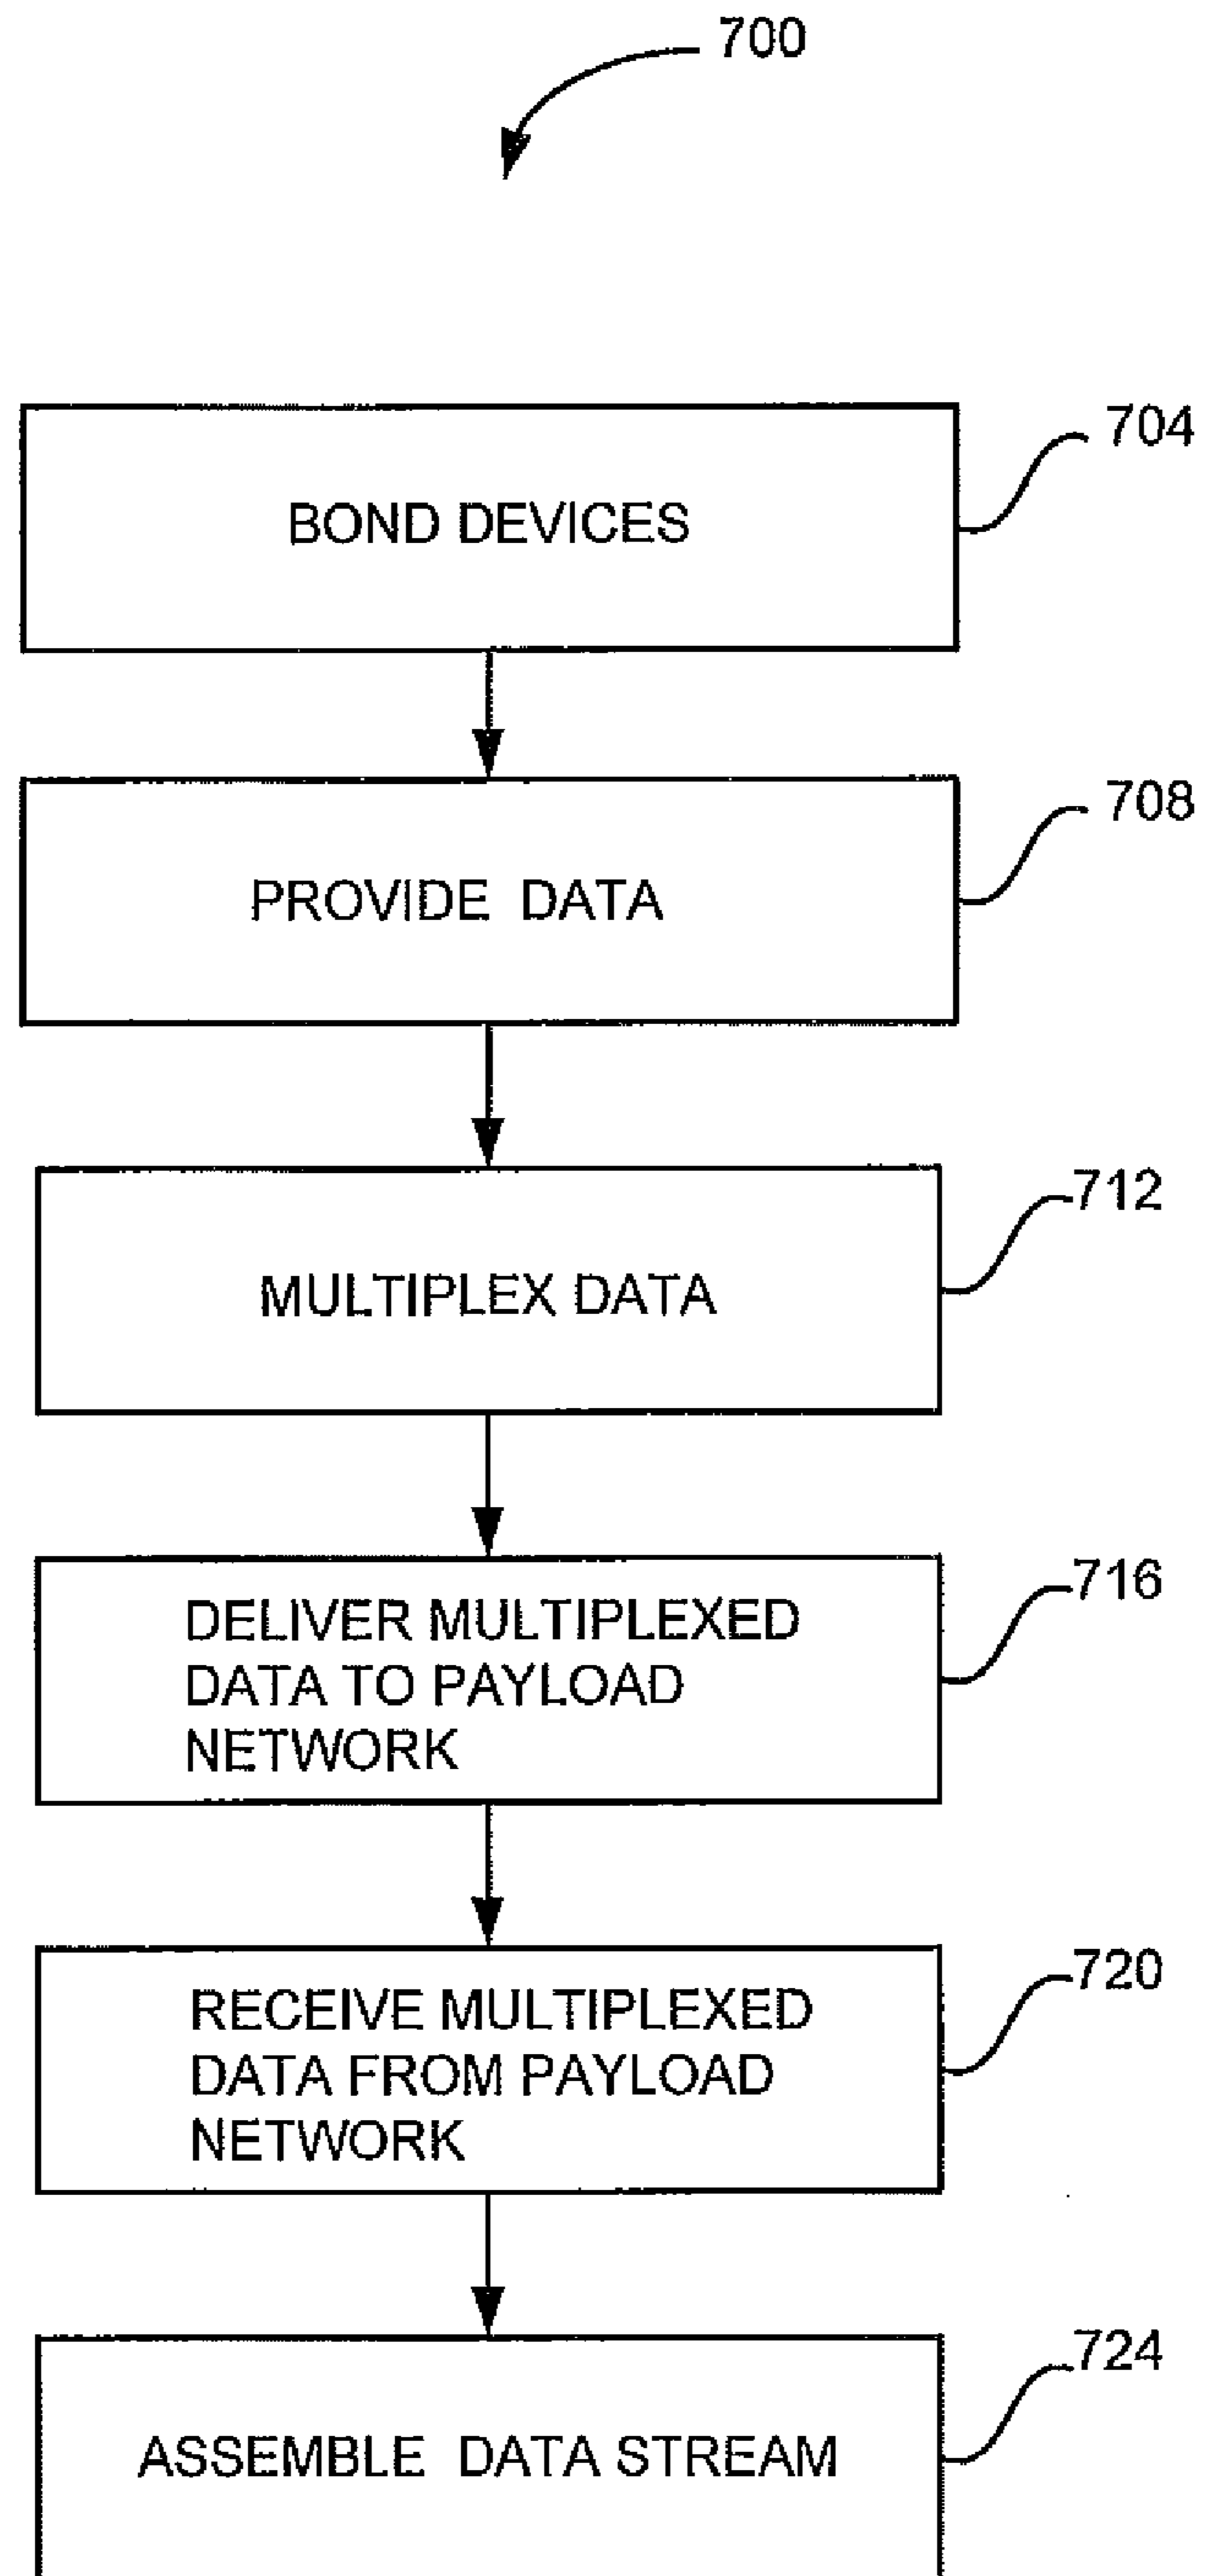 700
BOND DEVICES
704
PROVIDE DATA
708
MULTIPLEX DATA
712
DELIVER MULTIPLEXED
DATA TO PAYLOAD
NETWORK
716
RECEIVE MULTIPLEXED
DATA FROM PAYLOAD
NETWORK
720
ASSEMBLE DATA STREAM
724